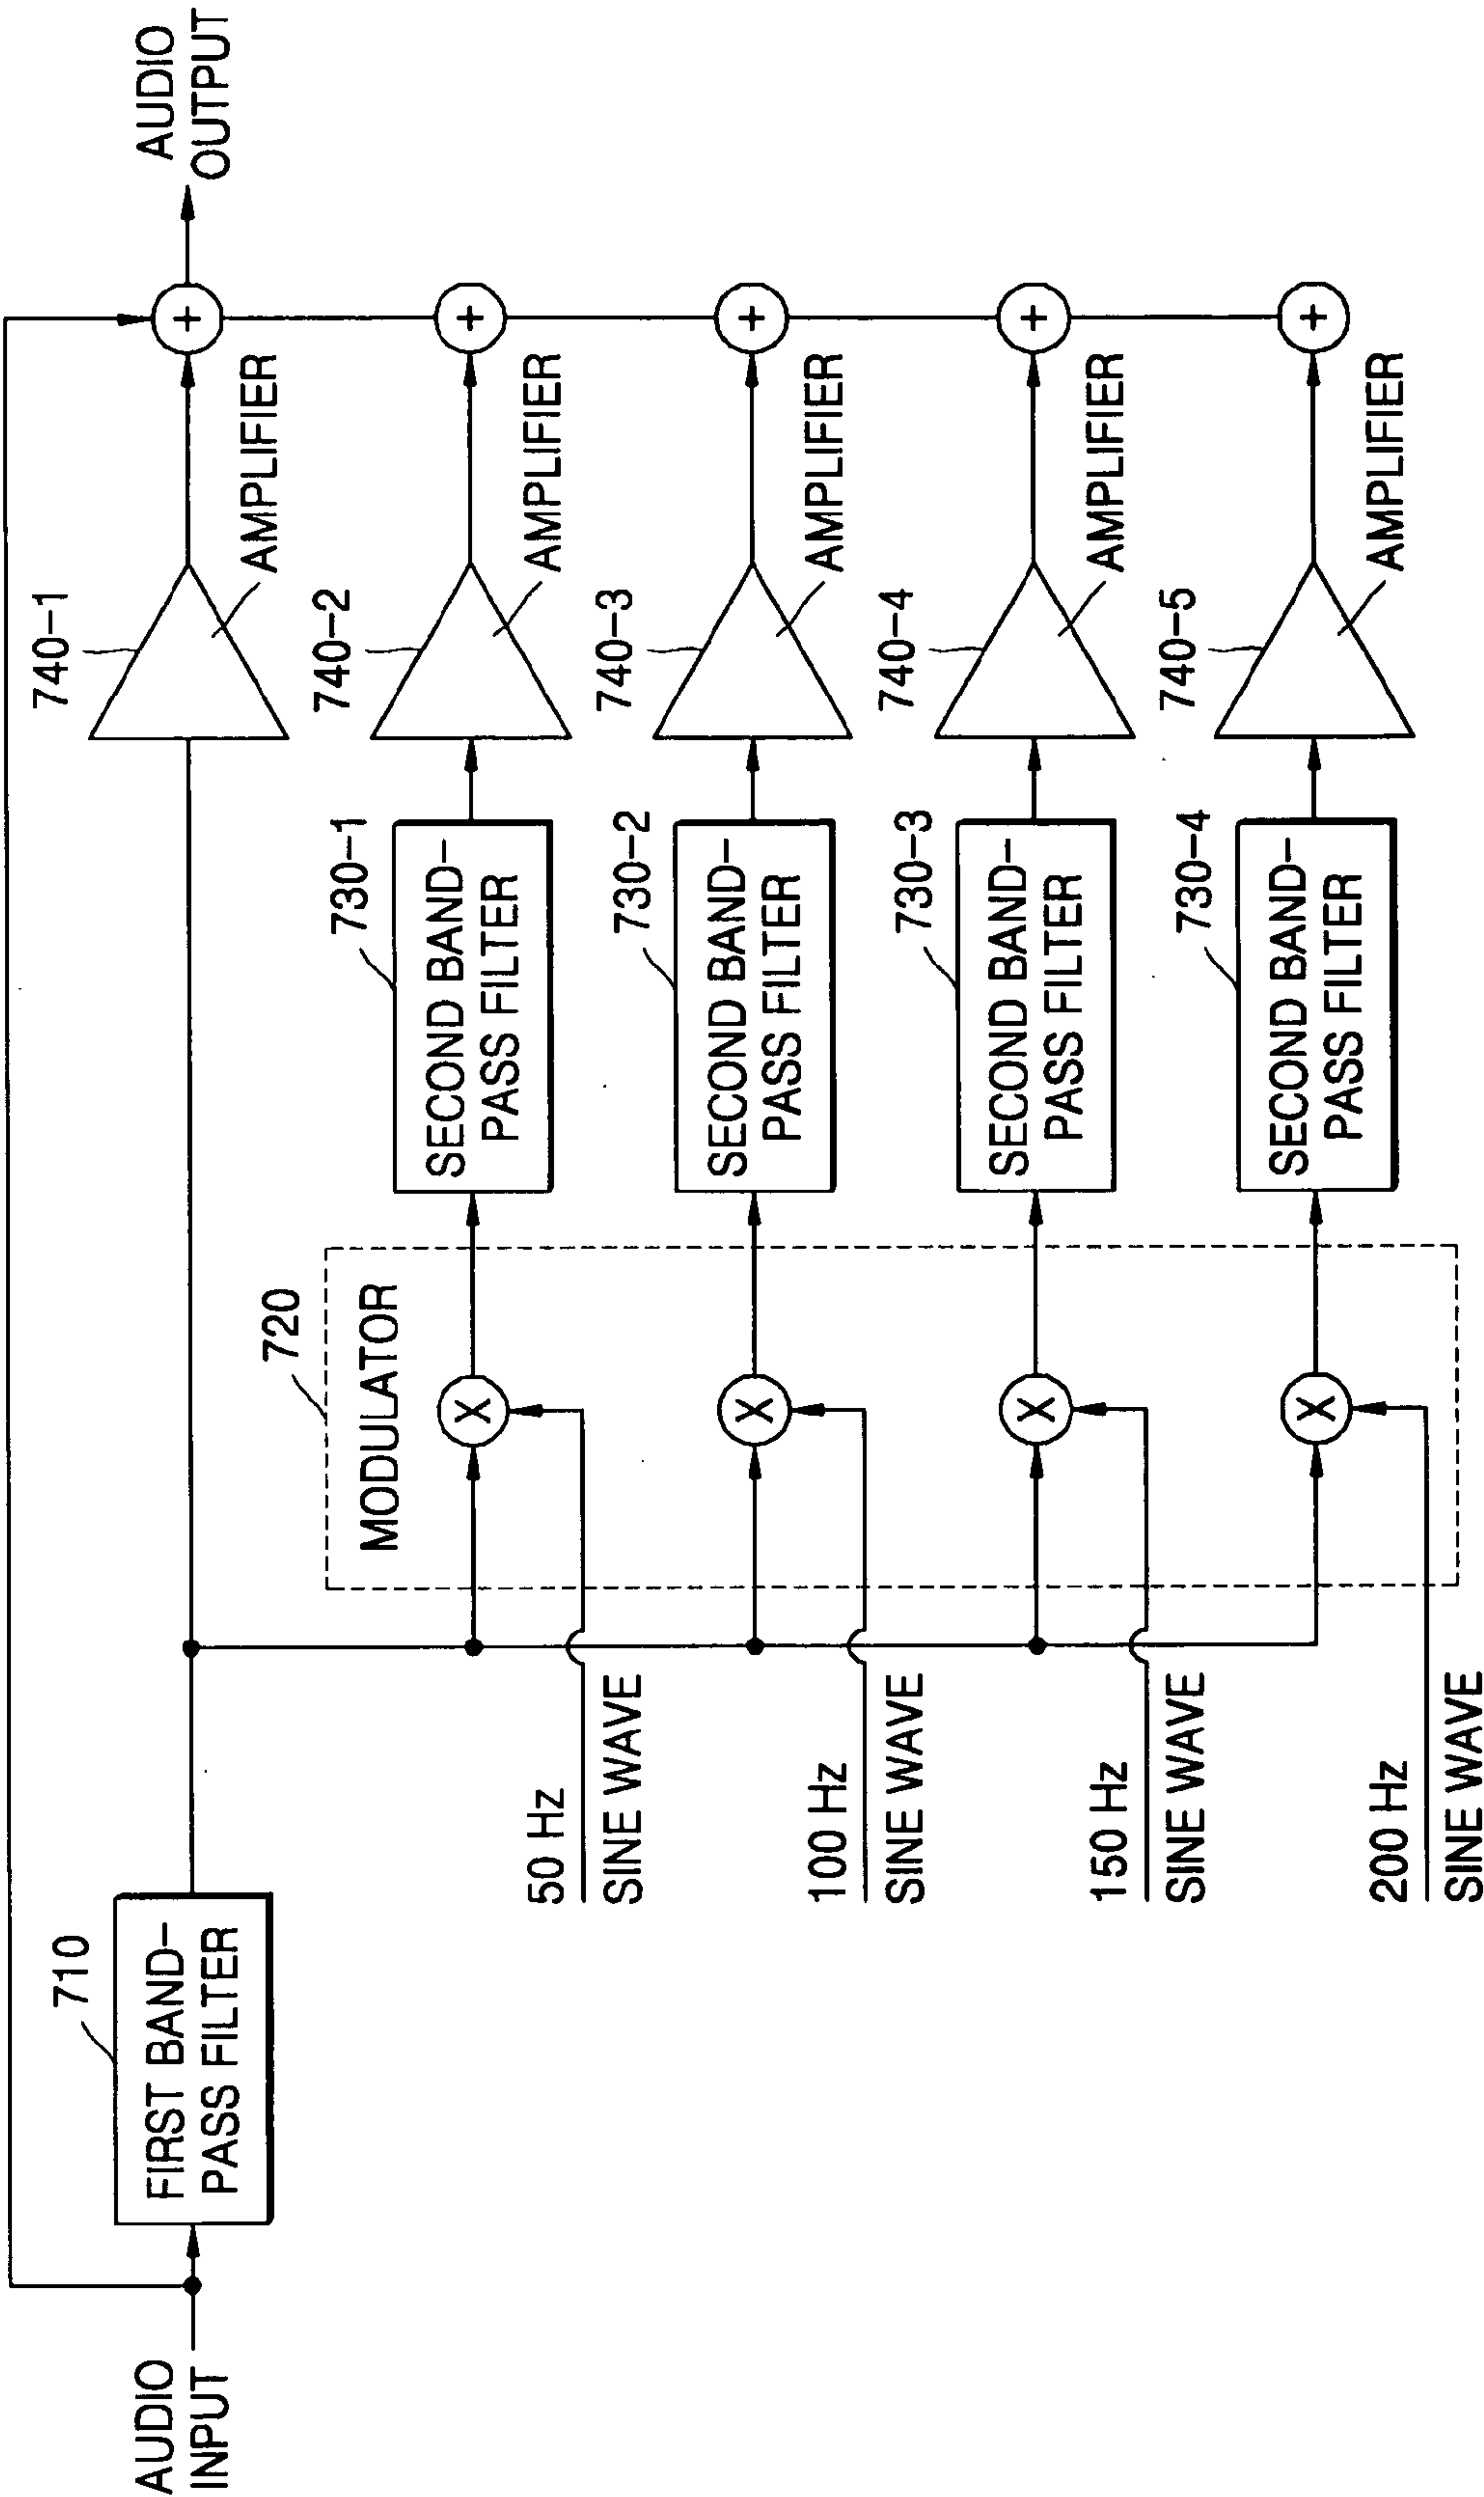 AUDIO
INPUT
710
FIRST BAND-
PASS FILTER
740-1
AMPLIFIER
+
AUDIO
OUTPUT
720
MODULATOR
50 Hz
SINE WAVE
X
730-1
SECOND BAND-
PASS FILTER
740-2
AMPLIFIER
+
100 Hz
SINE WAVE
X
730-2
SECOND BAND-
PASS FILTER
740-3
AMPLIFIER
+
150 Hz
SINE WAVE
X
730-3
SECOND BAND-
PASS FILTER
740-4
AMPLIFIER
+
200 Hz
SINE WAVE
X
730-4
SECOND BAND-
PASS FILTER
740-5
AMPLIFIER
+